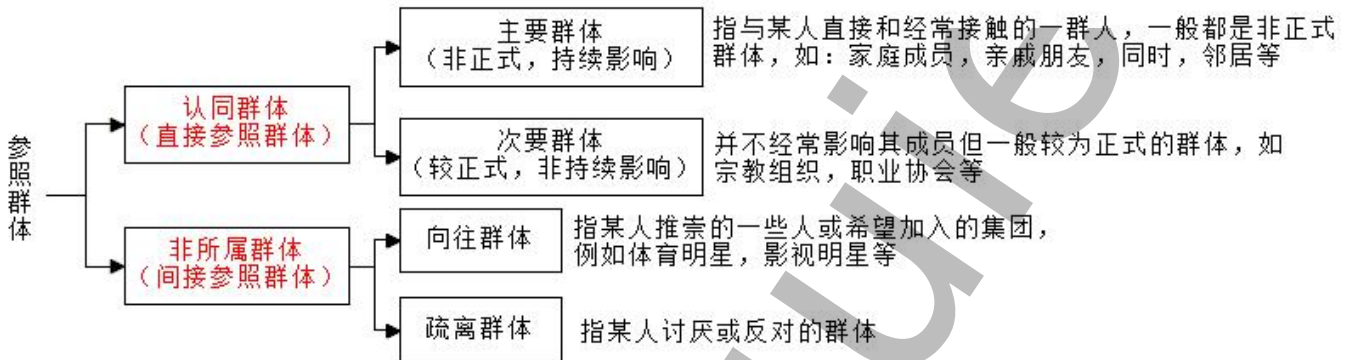 参照群体
认同群体
（直接参照群体）
主要群体
（非正式，持续影响）
指与某人直接和经常接触的一群人，一般都是非正式
群体，如：家庭成员，亲戚朋友，同时，邻居等
次要群体
（较正式，非持续影响）
并不经常影响其成员但一般较为正式的群体，如
宗教组织，职业协会等
非所属群体
（间接参照群体）
向往群体
指某人推崇的一些人或希望加入的集团，
例如体育明星，影视明星等
疏离群体
指某人讨厌或反对的群体